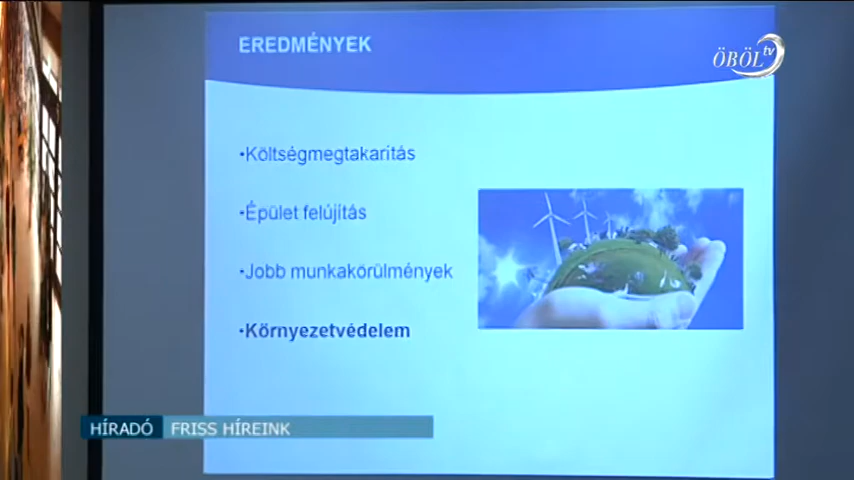 EREDMÉNYEK
ÖBÖL tv
•Költségmegtakarítás
•Épület felújítás
•Jobb munkakörülmények
•Környezetvédelem
HÍRADÓ FRISS HÍREINK